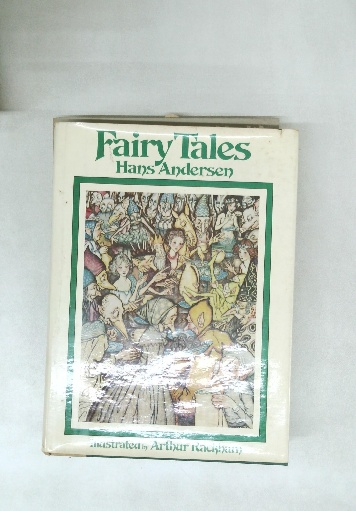 Fairy Tales
Hans Andersen
Illustrated by Arthur Rackham